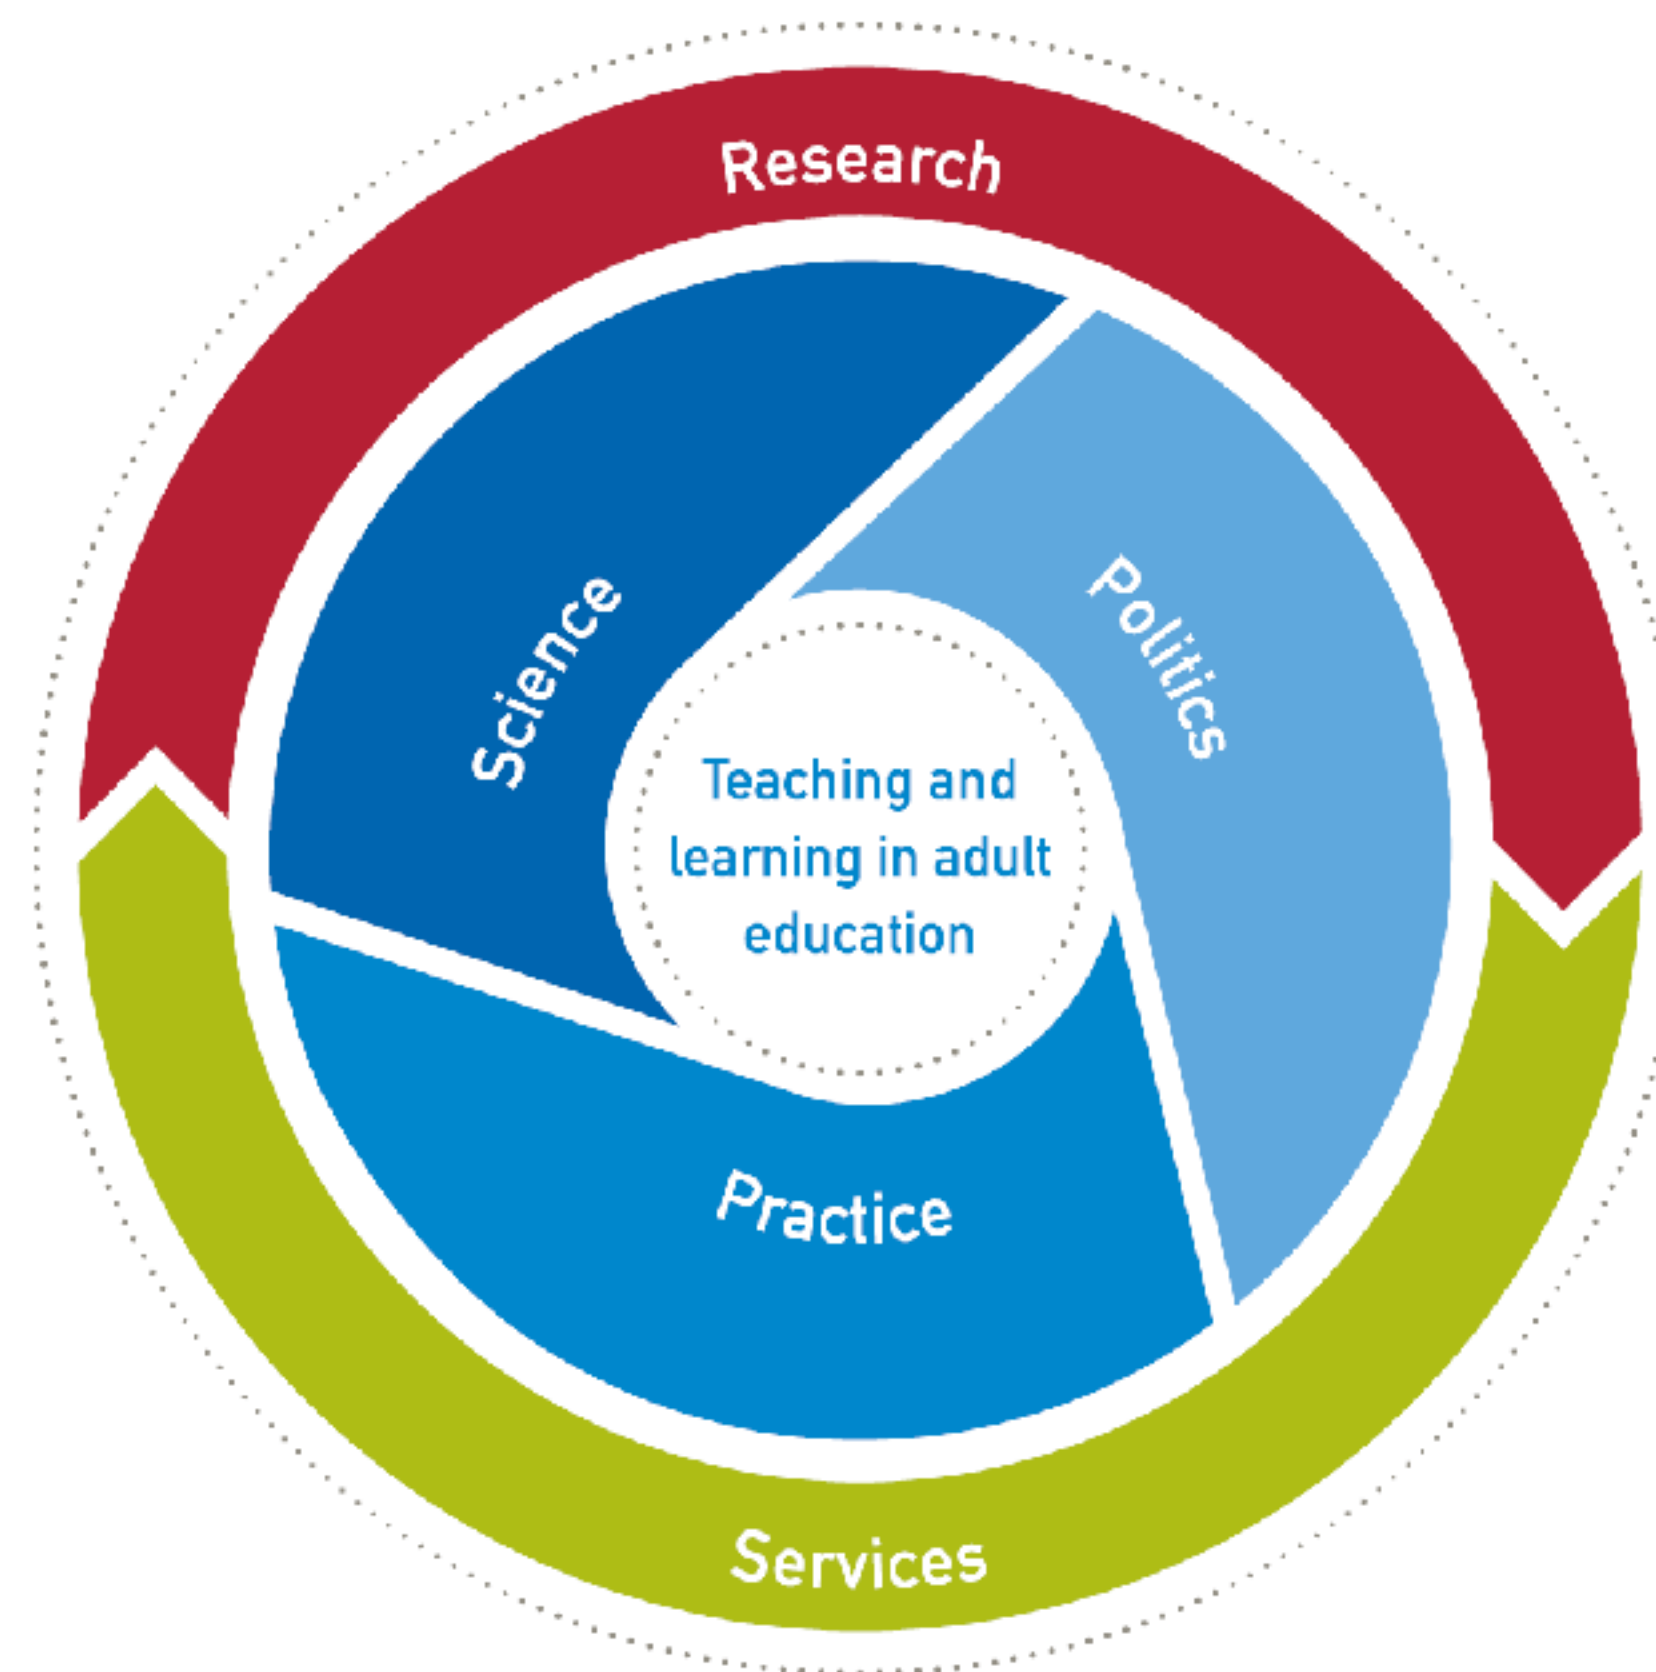 Research
Science
Politics
Teaching and
learning in adult
education
Practice
Services